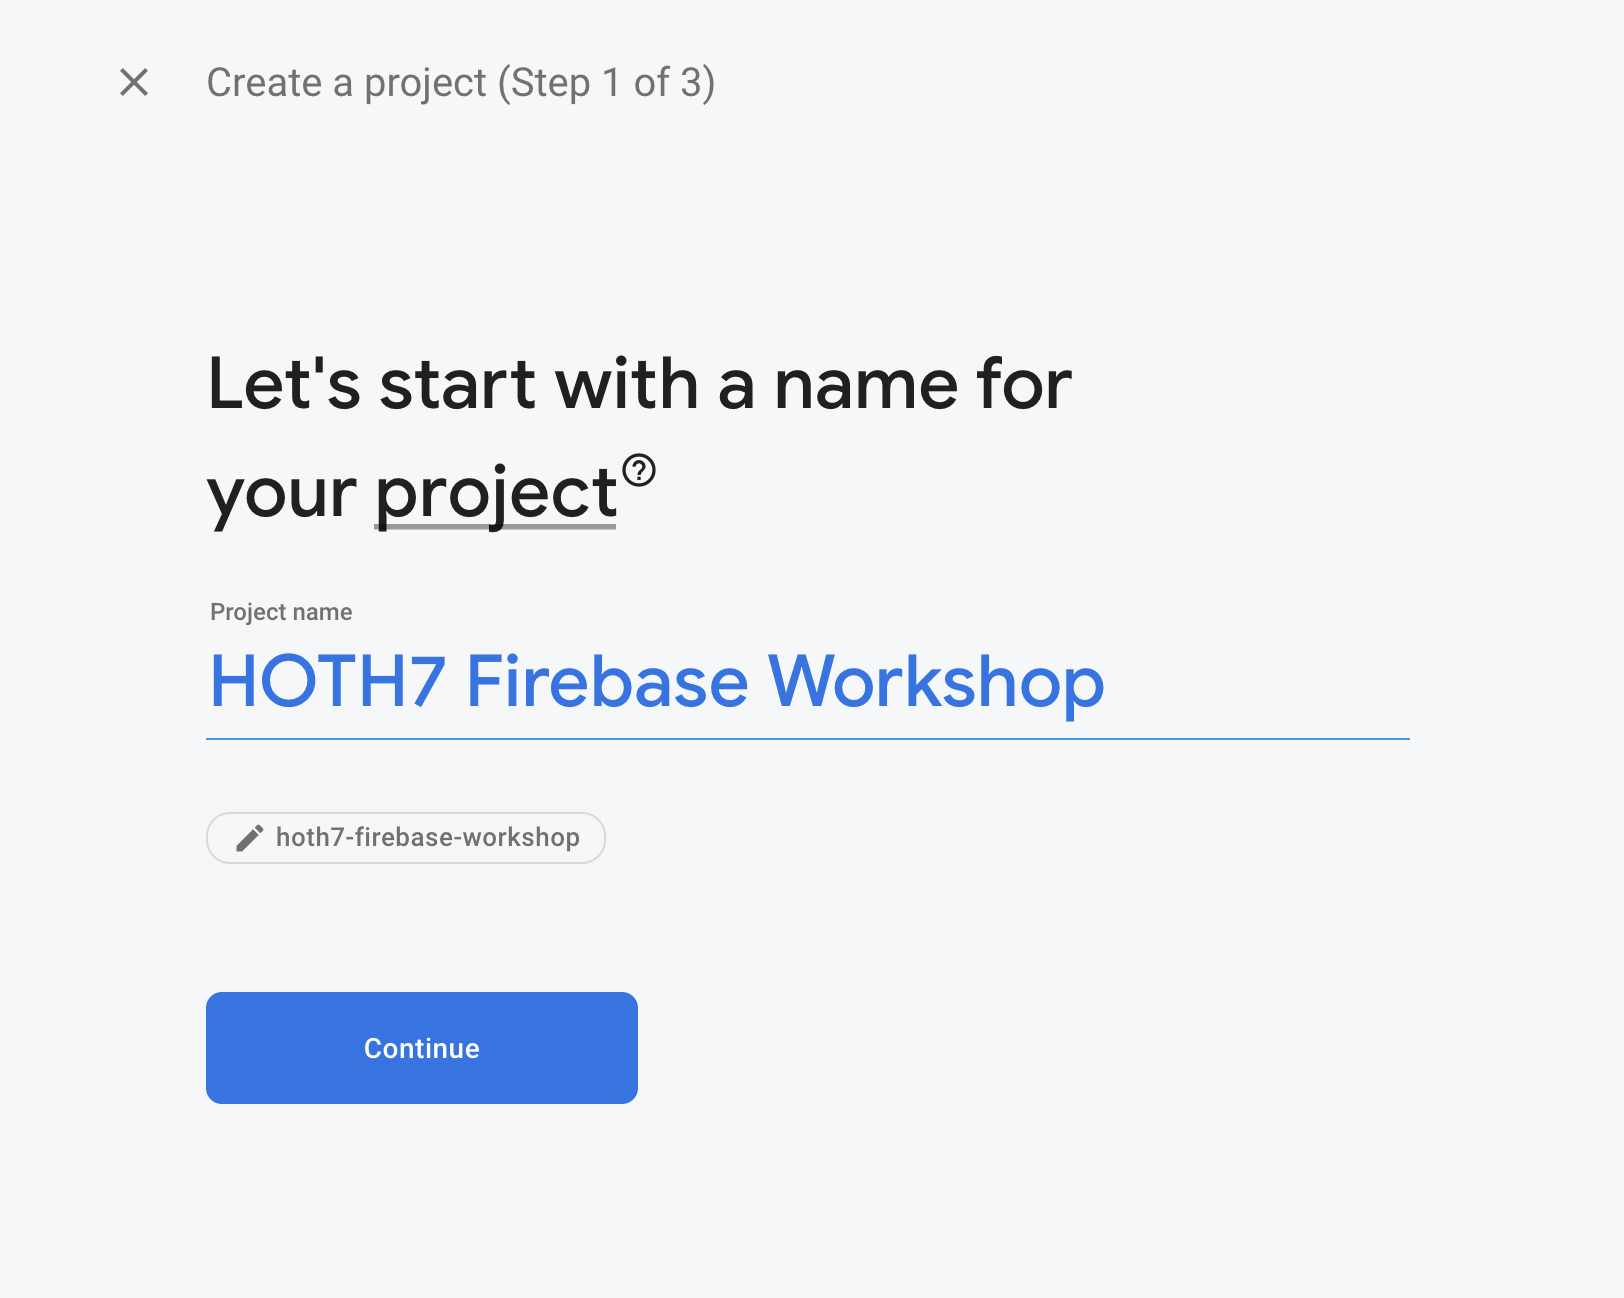 Create a project (Step 1 of 3)
Let's start with a name for
your project
Project name
HOTH7 Firebase Workshop
hoth7-firebase-workshop
Continue